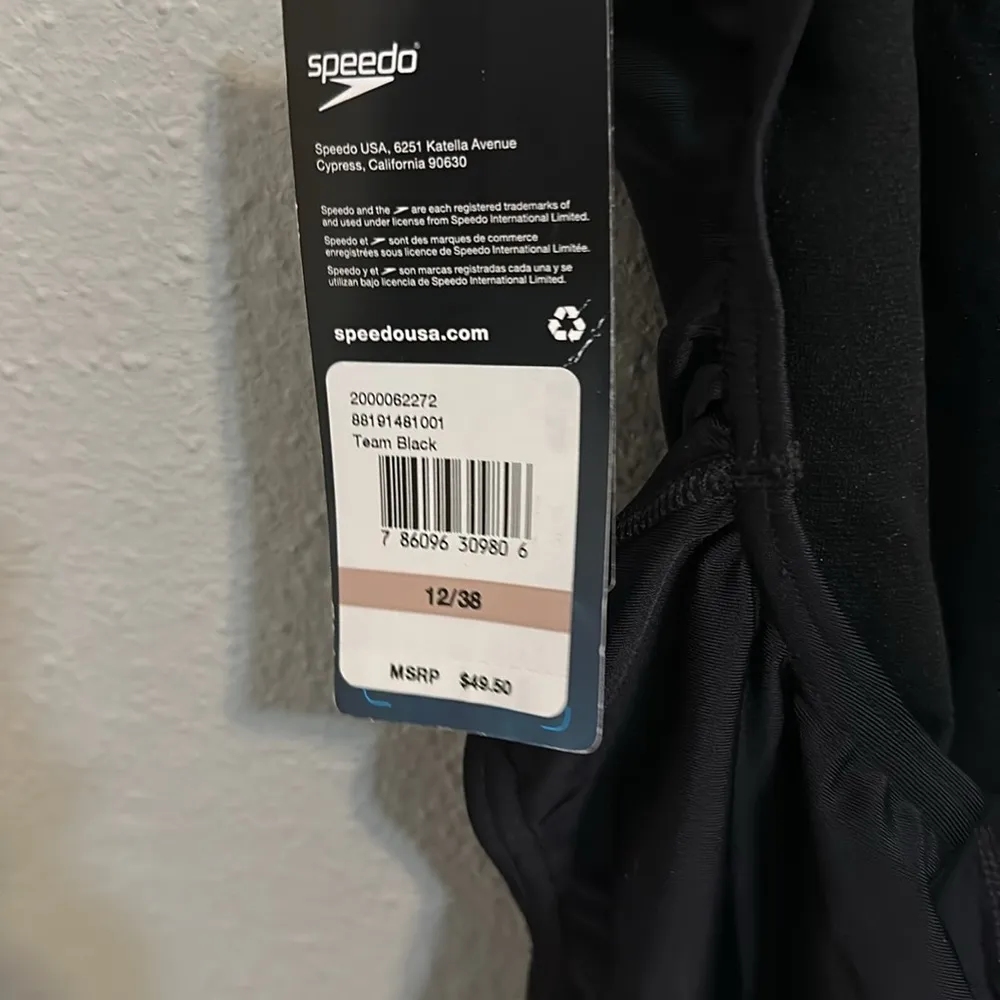 speedo®
Speedo USA, 6251 Katella Avenue
Cypress, California 90630
Speedo and the are each registered trademarks of
and used under license from Speedo International Limited.
Speedo et sont des marques de commerce
enregistrées sous licence de Speedo International Limitée.
Speedo y el son marcas registradas cada una y se
utilizan bajo licencia de Speedo International Limited.
speedousa.com
2000062272
88191481001
Team Black
7 86096 30980 6
12/38
MSRP $49.50